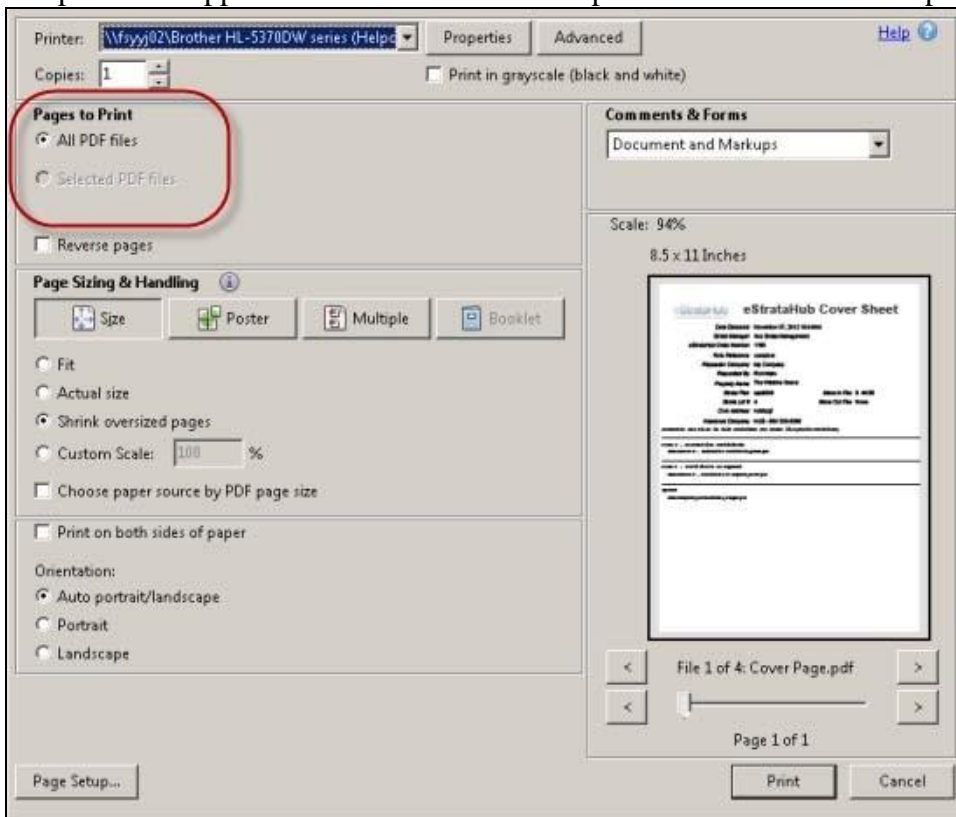 Printer: \\fsyyj02\Brother HL-5370DW series (Helpc Properties Advanced Help
Copies: 1 Print in grayscale (black and white)
Pages to Print
All PDF files
Selected PDF files
Reverse pages
Comments & Forms
Document and Markups
Page Sizing & Handling
Size Poster Multiple Booklet
Fit
Actual size
Shrink oversized pages
Custom Scale: 100 %
Choose paper source by PDF page size
Print on both sides of paper
Orientation:
Auto portrait/landscape
Portrait
Landscape
Scale: 94%
8.5 x 11 Inches
eStrataHub Cover Sheet
< File 1 of 4: Cover Page.pdf >
< >
Page 1 of 1
Page Setup... Print Cancel